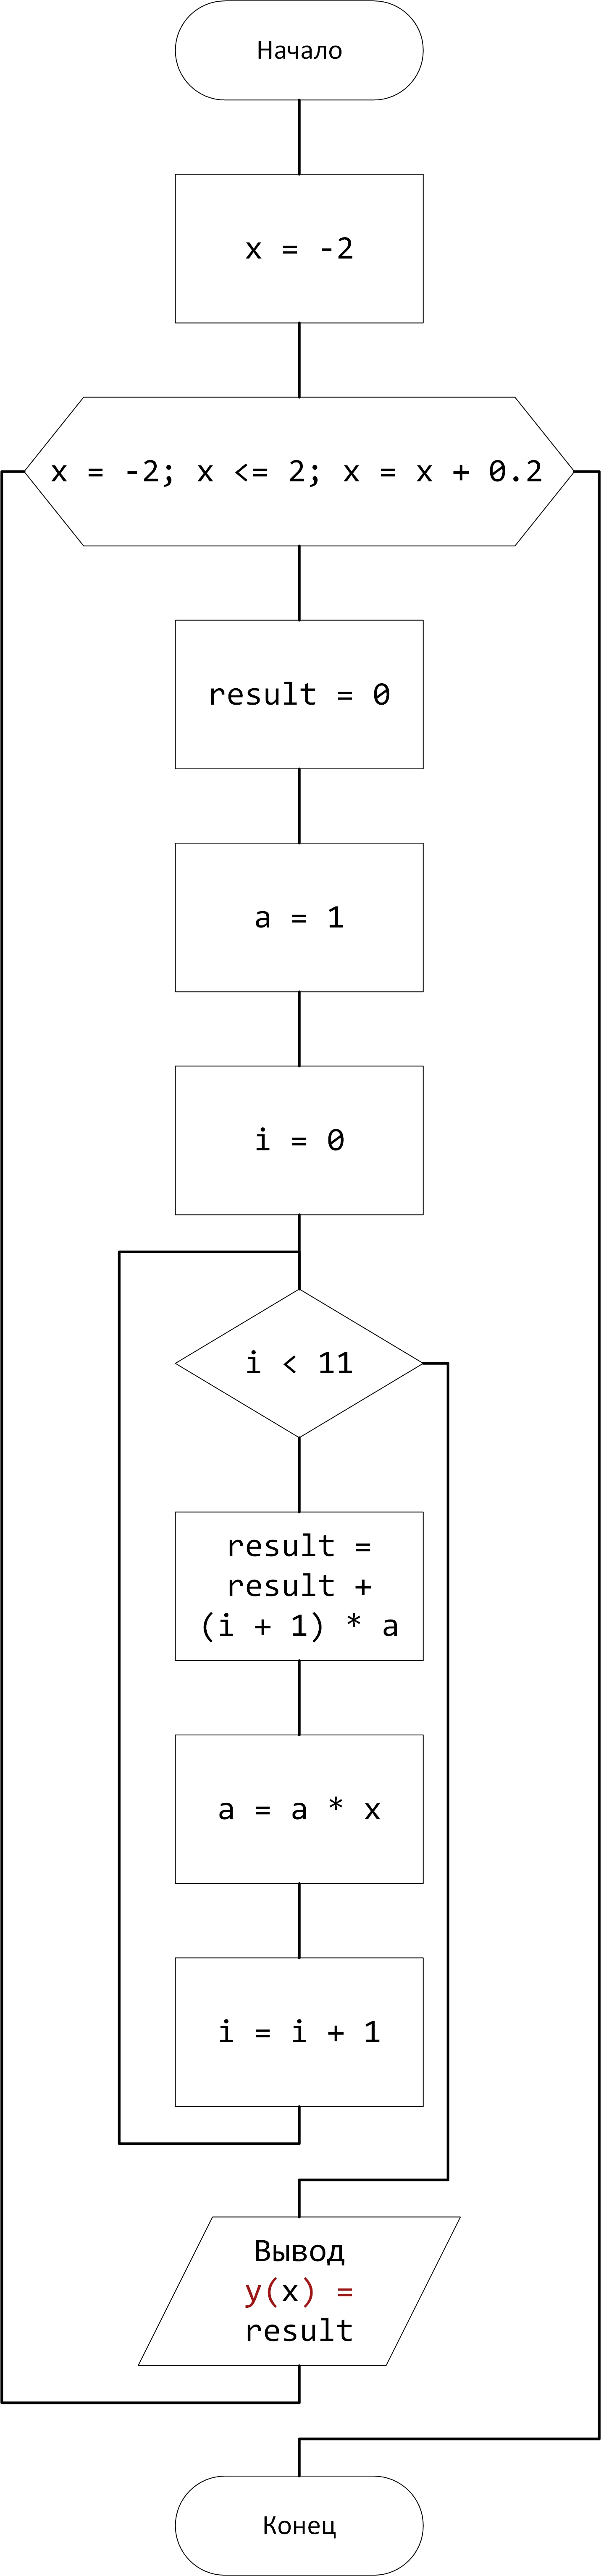 Начало
x = -2
x = -2; x <= 2; x = x + 0.2
result = 0
a = 1
i = 0
i < 11
result =
result +
(i + 1) * a
a = a * x
i = i + 1
Вывод
y(x) =
result
Конец